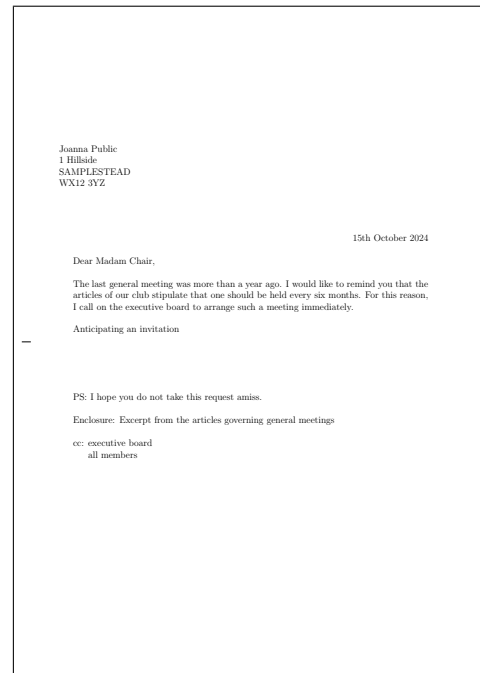 Joanna Public
1 Hillside
SAMPLESTEAD
WX12 3YZ
15th October 2024
Dear Madam Chair,
The last general meeting was more than a year ago. I would like to remind you that the
articles of our club stipulate that one should be held every six months. For this reason,
I call on the executive board to arrange such a meeting immediately.
Anticipating an invitation
PS: I hope you do not take this request amiss.
Enclosure: Excerpt from the articles governing general meetings
cc: executive board
all members